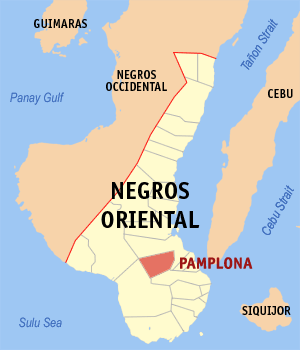 GUIMARAS
Tañon Strait
NEGROS
OCCIDENTAL
Panay Gulf
CEBU
NEGROS
ORIENTAL
Cebu Strait
PAMPLONA
SIQUIJOR
Sulu Sea